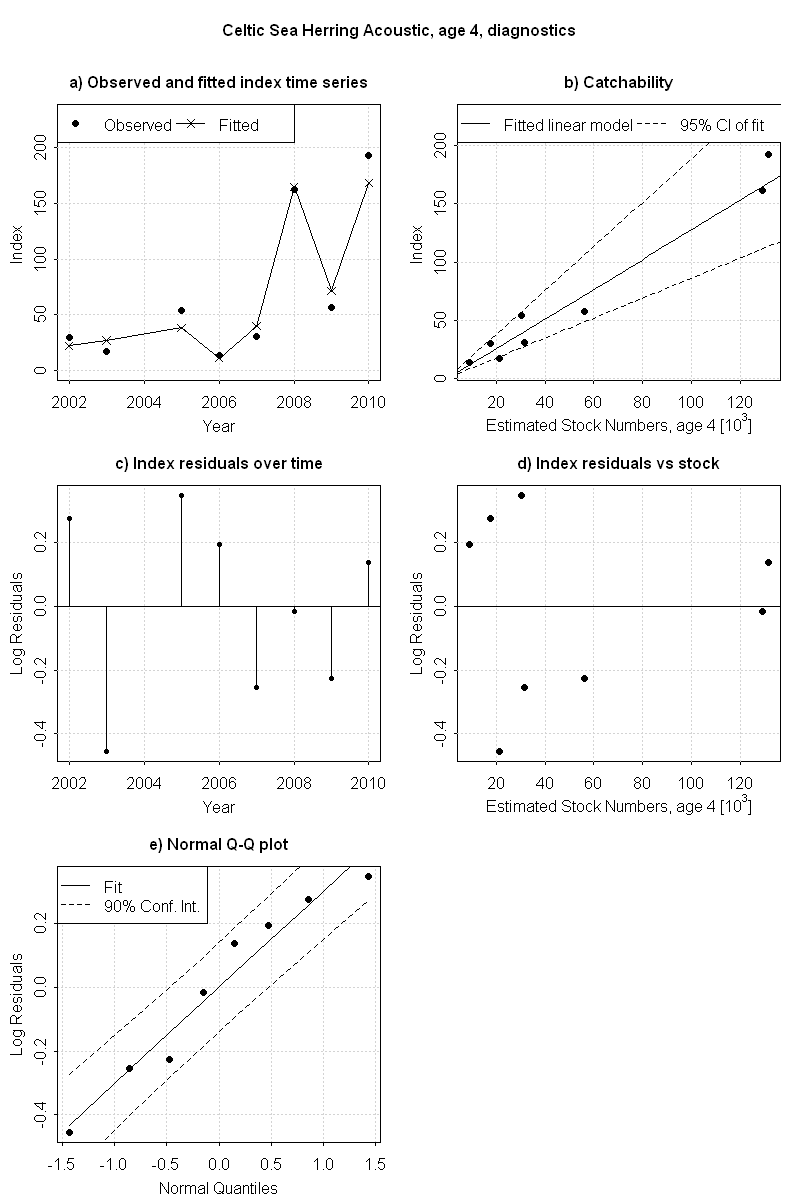 Celtic Sea Herring Acoustic, age 4, diagnostics
a) Observed and fitted index time series
Observed Fitted
Index
0 50 100 150 200
2002 2004 2006 2008 2010
Year
b) Catchability
Fitted linear model 95% CI of fit
Index
0 50 100 150 200
20 40 60 80 100 120
Estimated Stock Numbers, age 4 [10³]
c) Index residuals over time
Log Residuals
-0.4 -0.2 0.0 0.2
2002 2004 2006 2008 2010
Year
d) Index residuals vs stock
Log Residuals
-0.4 -0.2 0.0 0.2
20 40 60 80 100 120
Estimated Stock Numbers, age 4 [10³]
e) Normal Q-Q plot
Fit
90% Conf. Int.
Log Residuals
-0.4 -0.2 0.0 0.2
-1.5 -1.0 -0.5 0.0 0.5 1.0 1.5
Normal Quantiles